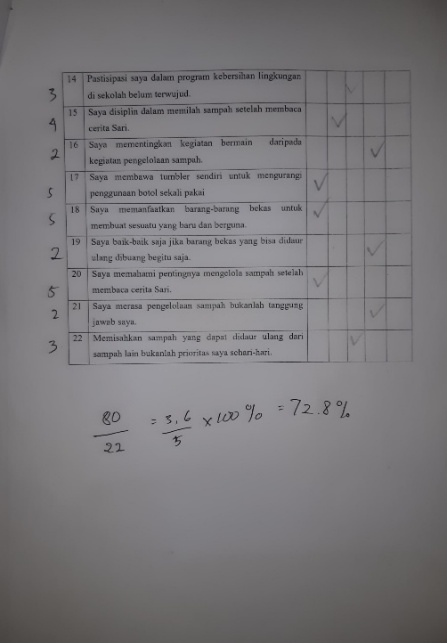 3 14 Pastisipasi saya dalam program kebersihan lingkungan
di sekolah belum terwujud.
4 15 Saya disiplin dalam memilah sampah setelah membaca
cerita Sari.
2 16 Saya mementingkan kegiatan bermain daripada
kegiatan pengelolaan sampah.
5 17 Saya membawa tumbler sendiri untuk mengurangi
penggunaan botol sekali pakai
5 18 Saya memanfaatkan barang-barang bekas untuk
membuat sesuatu yang baru dan berguna.
2 19 Saya baik-baik saja jika barang bekas yang bisa didaur
ulang dibuang begitu saja.
5 20 Saya memahami pentingnya mengelola sampah setelah
membaca cerita Sari.
2 21 Saya merasa pengelolaan sampah bukanlah tanggung
jawab saya.
3 22 Memisahkan sampah yang dapat didaur ulang dari
sampah lain bukanlah prioritas saya sehari-hari.
80 = 3,6 x 100 % = 72.8 %
22 5